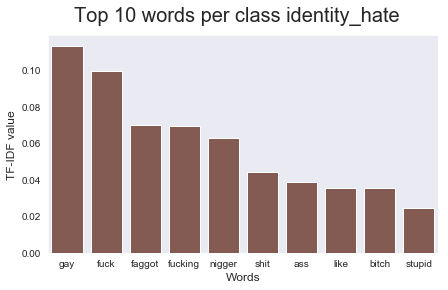 Top 10 words per class identity_hate
TF-IDF value
0.10
0.08
0.06
0.04
0.02
0.00
gay fuck faggot fucking nigger shit ass like bitch stupid
Words